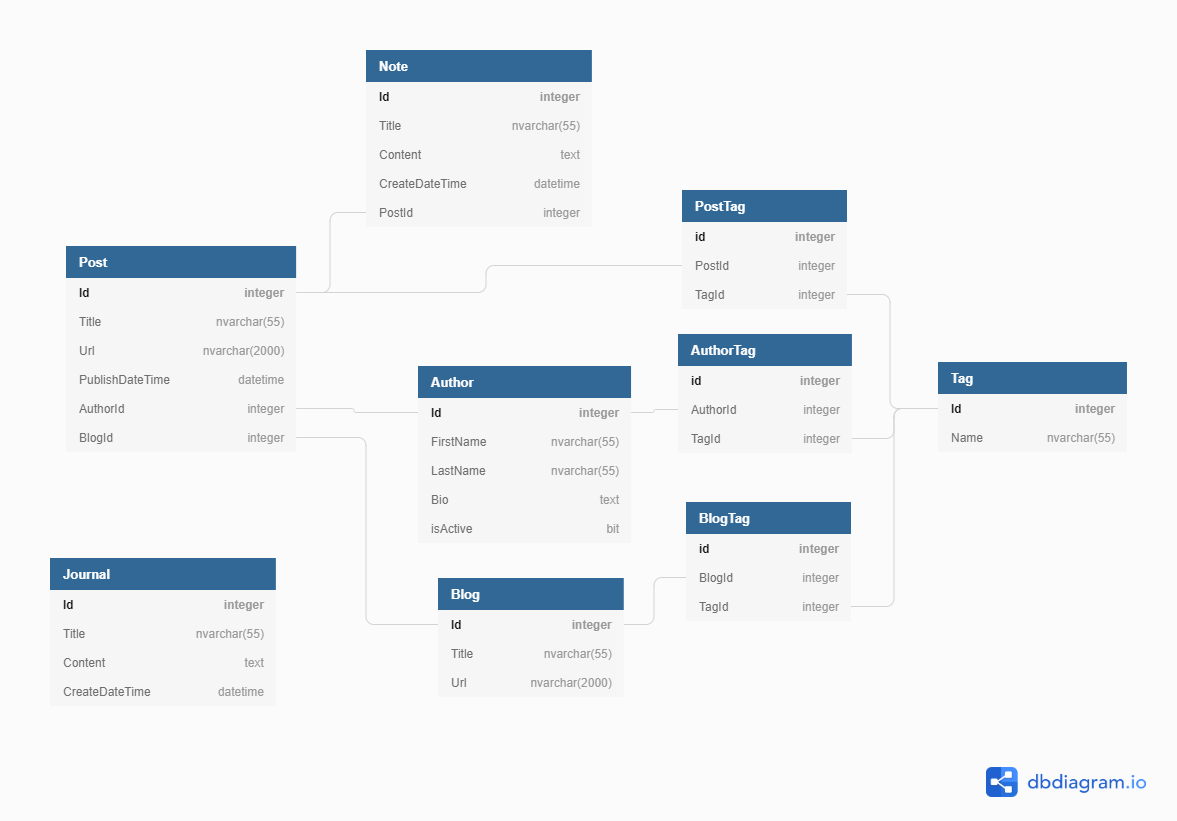 Note
Id integer
Title nvarchar(55)
Content text
CreateDateTime datetime
PostId integer
PostTag
id integer
PostId integer
TagId integer
Post
Id integer
Title nvarchar(55)
Url nvarchar(2000)
PublishDateTime datetime
AuthorId integer
BlogId integer
Author
Id integer
FirstName nvarchar(55)
LastName nvarchar(55)
Bio text
isActive bit
AuthorTag
id integer
AuthorId integer
TagId integer
Tag
Id integer
Name nvarchar(55)
Journal
Id integer
Title nvarchar(55)
Content text
CreateDateTime datetime
Blog
Id integer
Title nvarchar(55)
Url nvarchar(2000)
BlogTag
id integer
BlogId integer
TagId integer
dbdiagram.io